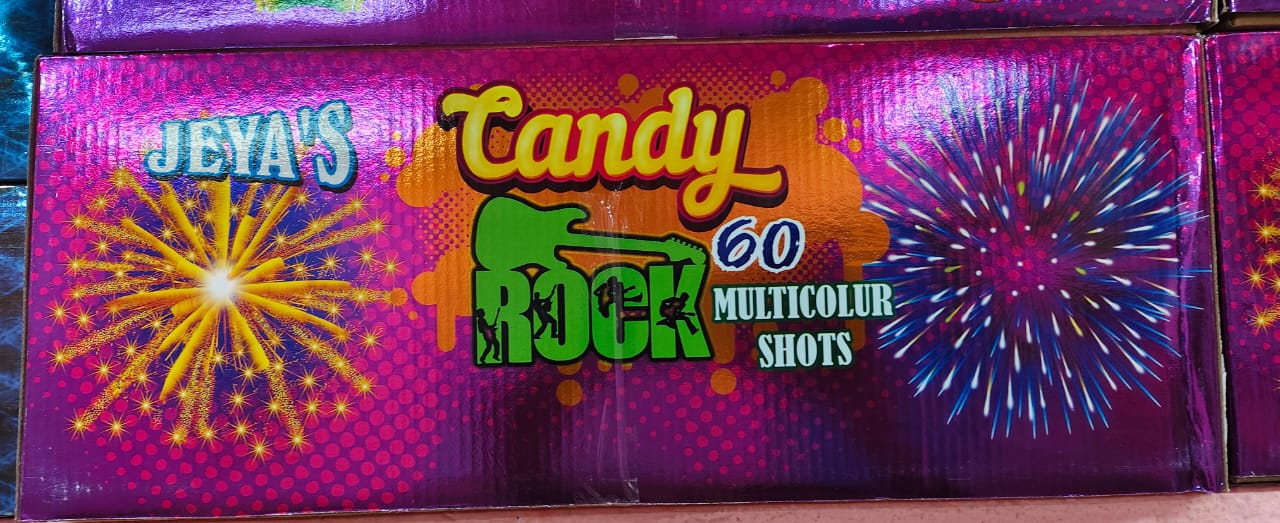 JEYA'S
Candy
ROCK
60
MULTICOLUR
SHOTS